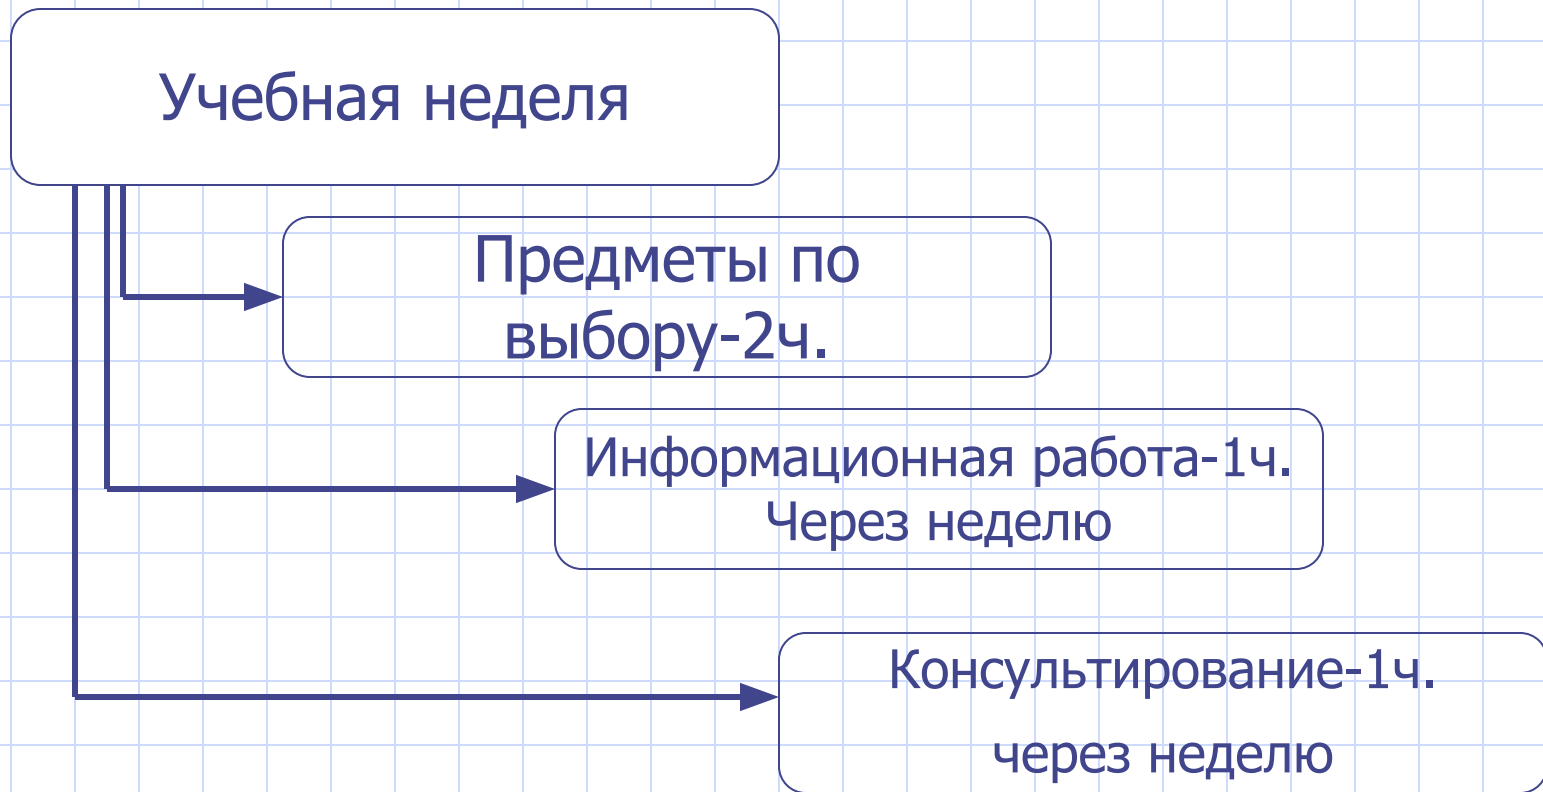 Учебная неделя
Предметы по
выбору-2ч.
Информационная работа-1ч.
Через неделю
Консультирование-1ч.
через неделю